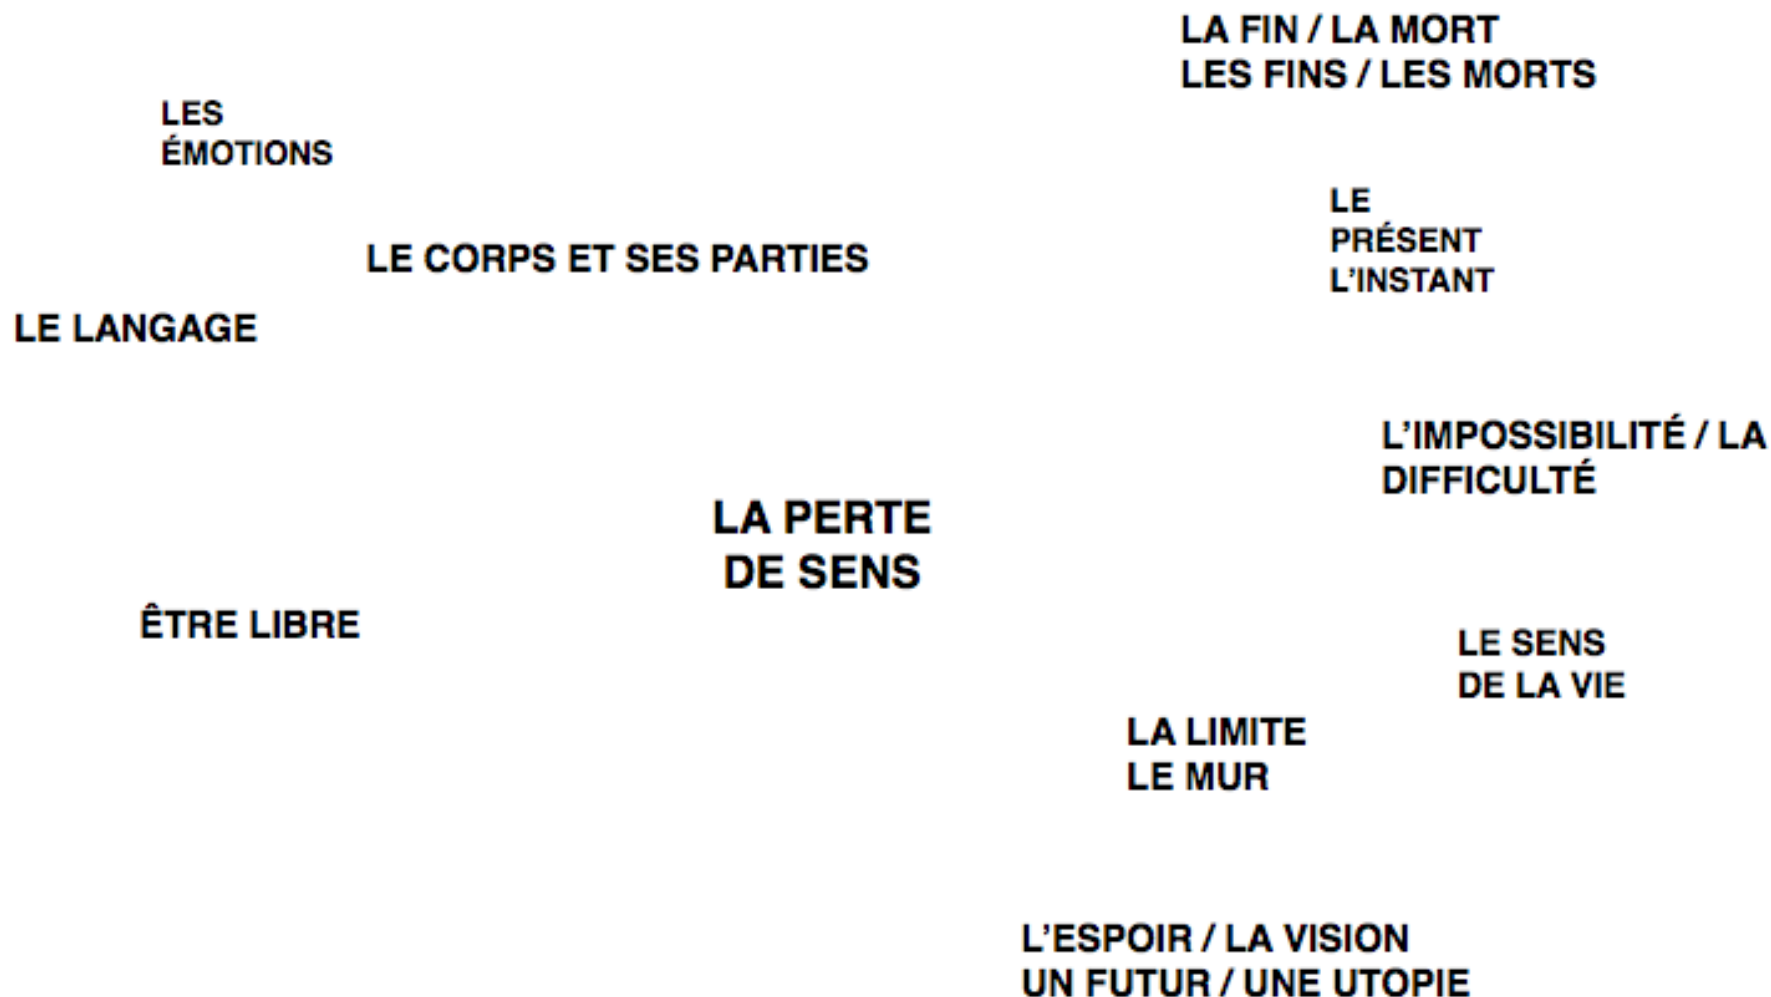 LA FIN / LA MORT
LES FINS / LES MORTS
LES
ÉMOTIONS
LE
PRÉSENT
L'INSTANT
LE CORPS ET SES PARTIES
LE LANGAGE
L'IMPOSSIBILITÉ / LA
DIFFICULTÉ
LA PERTE
DE SENS
ÊTRE LIBRE
LE SENS
DE LA VIE
LA LIMITE
LE MUR
L'ESPOIR / LA VISION
UN FUTUR / UNE UTOPIE